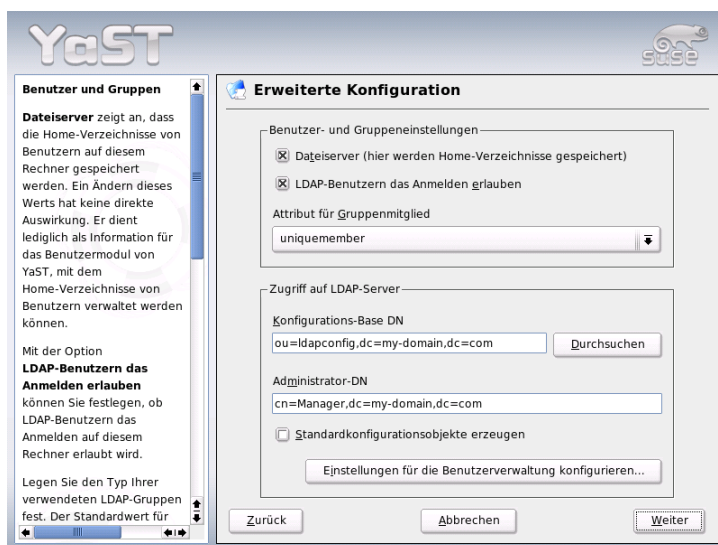 YaST
SUSE
Benutzer und Gruppen
Dateiserver zeigt an, dass
die Home-Verzeichnisse von
Benutzern auf diesem
Rechner gespeichert
werden. Ein Ändern dieses
Werts hat keine direkte
Auswirkung. Er dient
lediglich als Information für
das Benutzermodul von
YaST, mit dem
Home-Verzeichnisse von
Benutzern verwaltet werden
können.
Mit der Option
LDAP-Benutzern das
Anmelden erlauben
können Sie festlegen, ob
LDAP-Benutzern das
Anmelden auf diesem
Rechner erlaubt wird.
Legen Sie den Typ Ihrer
verwendeten LDAP-Gruppen
fest. Der Standardwert für
Erweiterte Konfiguration
Benutzer- und Gruppeneinstellungen
Dateiserver (hier werden Home-Verzeichnisse gespeichert)
LDAP-Benutzern das Anmelden erlauben
Attribut für Gruppenmitglied
uniquemember
Zugriff auf LDAP-Server
Konfigurations-Base DN
ou=ldapconfig,dc=my-domain,dc=com
Durchsuchen
Administrator-DN
cn=Manager,dc=my-domain,dc=com
Standardkonfigurationsobjekte erzeugen
Einstellungen für die Benutzerverwaltung konfigurieren...
Zurück
Abbrechen
Weiter